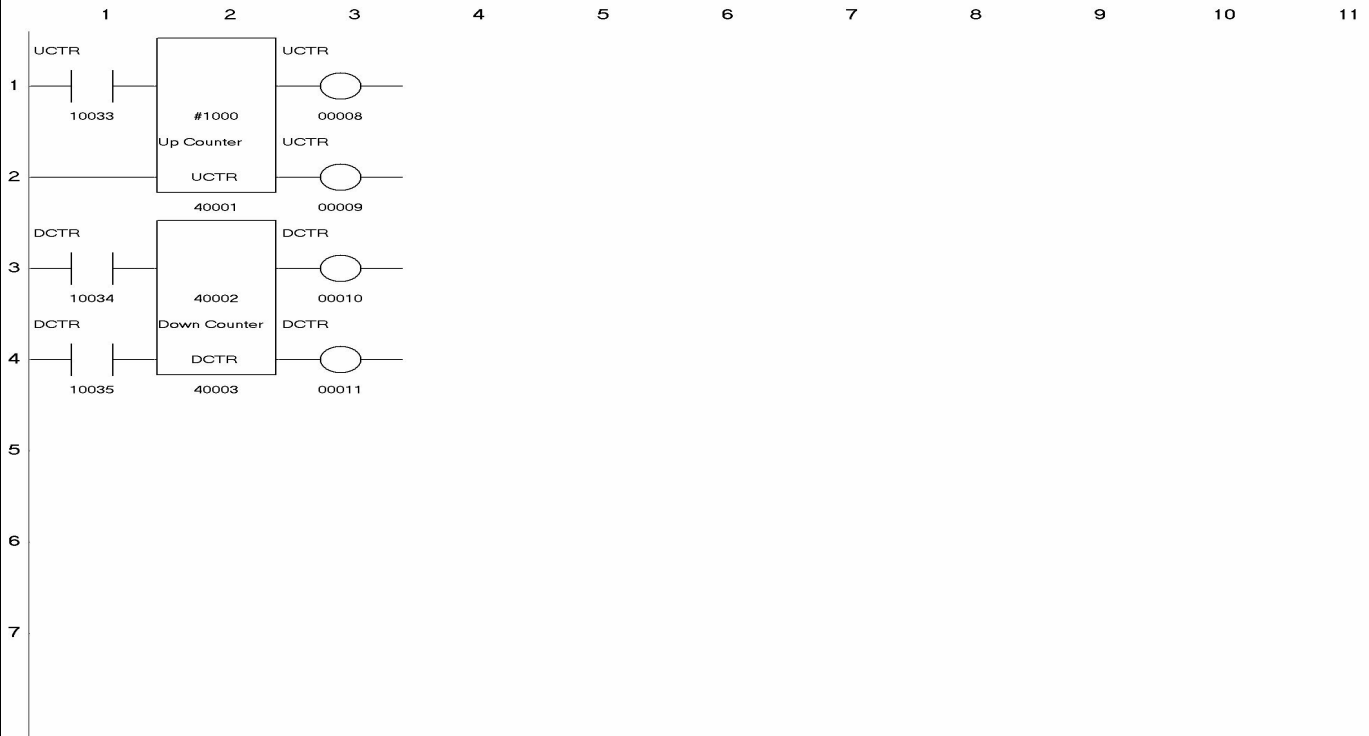 1 2 3 4 5 6 7 8 9 10 11
UCTR UCTR
1
10033 #1000 00008
Up Counter UCTR
2 UCTR
40001 00009
DCTR DCTR
3
10034 40002 00010
DCTR Down Counter DCTR
4 DCTR
10035 40003 00011
5
6
7